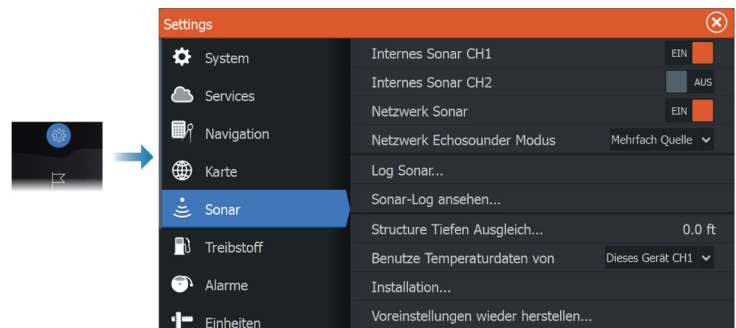 Settings
System
Services
Navigation
Karte
Sonar
Treibstoff
Alarme
Einheiten
Internes Sonar CH1 EIN
Internes Sonar CH2 AUS
Netzwerk Sonar EIN
Netzwerk Echosounder Modus Mehrfach Quelle
Log Sonar...
Sonar-Log ansehen...
Structure Tiefen Ausgleich... 0.0 ft
Benutze Temperaturdaten von Dieses Gerät CH1
Installation...
Voreinstellungen wieder herstellen...